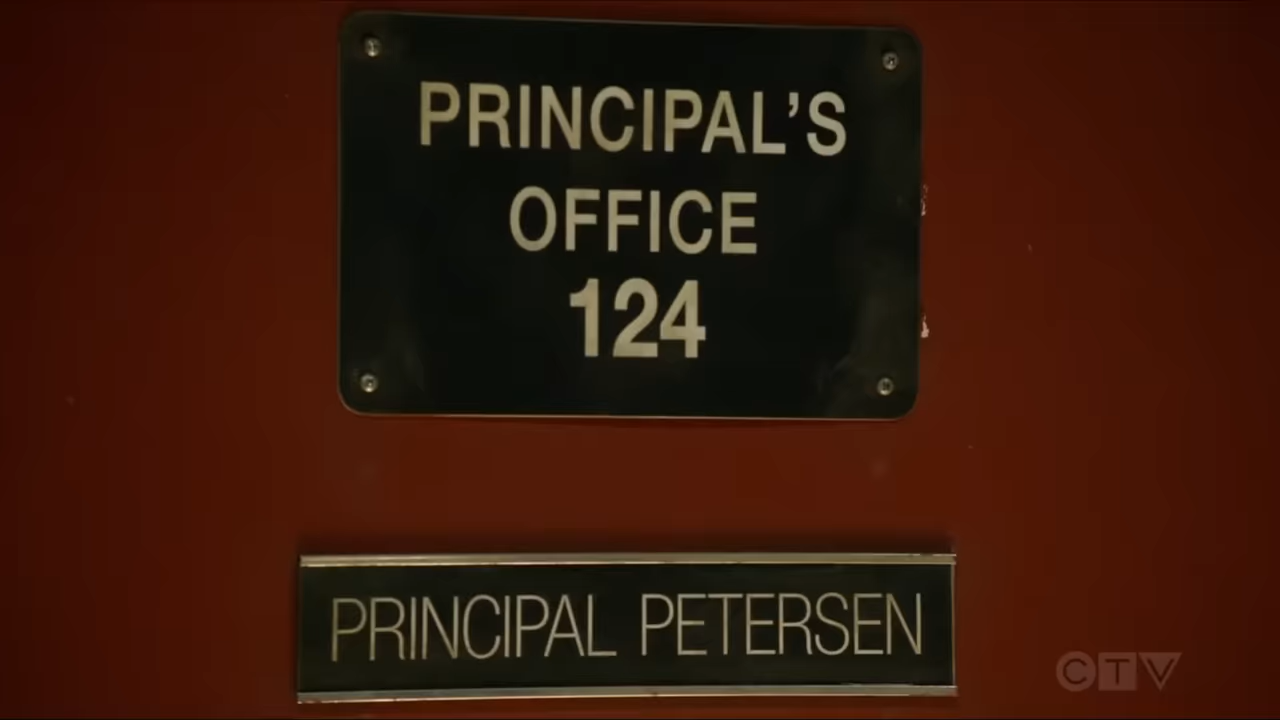 PRINCIPAL'S
OFFICE
124
PRINCIPAL PETERSEN
CTV